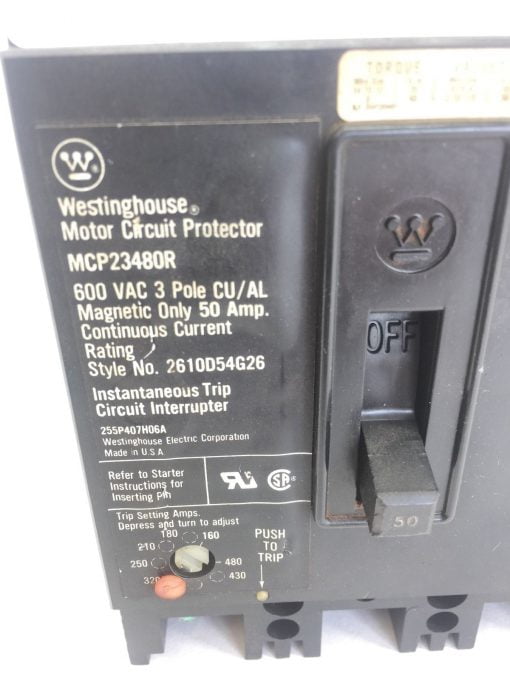 TORQUE
W
Westinghouse®
Motor Circuit Protector
MCP23480R
600 VAC 3 Pole CU/AL
Magnetic Only 50 Amp.
Continuous Current
Rating
Style No. 2610D54G26
Instantaneous Trip
Circuit Interrupter
255P407H06A
Westinghouse Electric Corporation
Made in U.S.A
Refer to Starter
Instructions for
Inserting Pin
Trip Setting Amps.
Depress and turn to adjust
180 160
210
250 480
320 430
PUSH
TO
TRIP
W
OFF
50